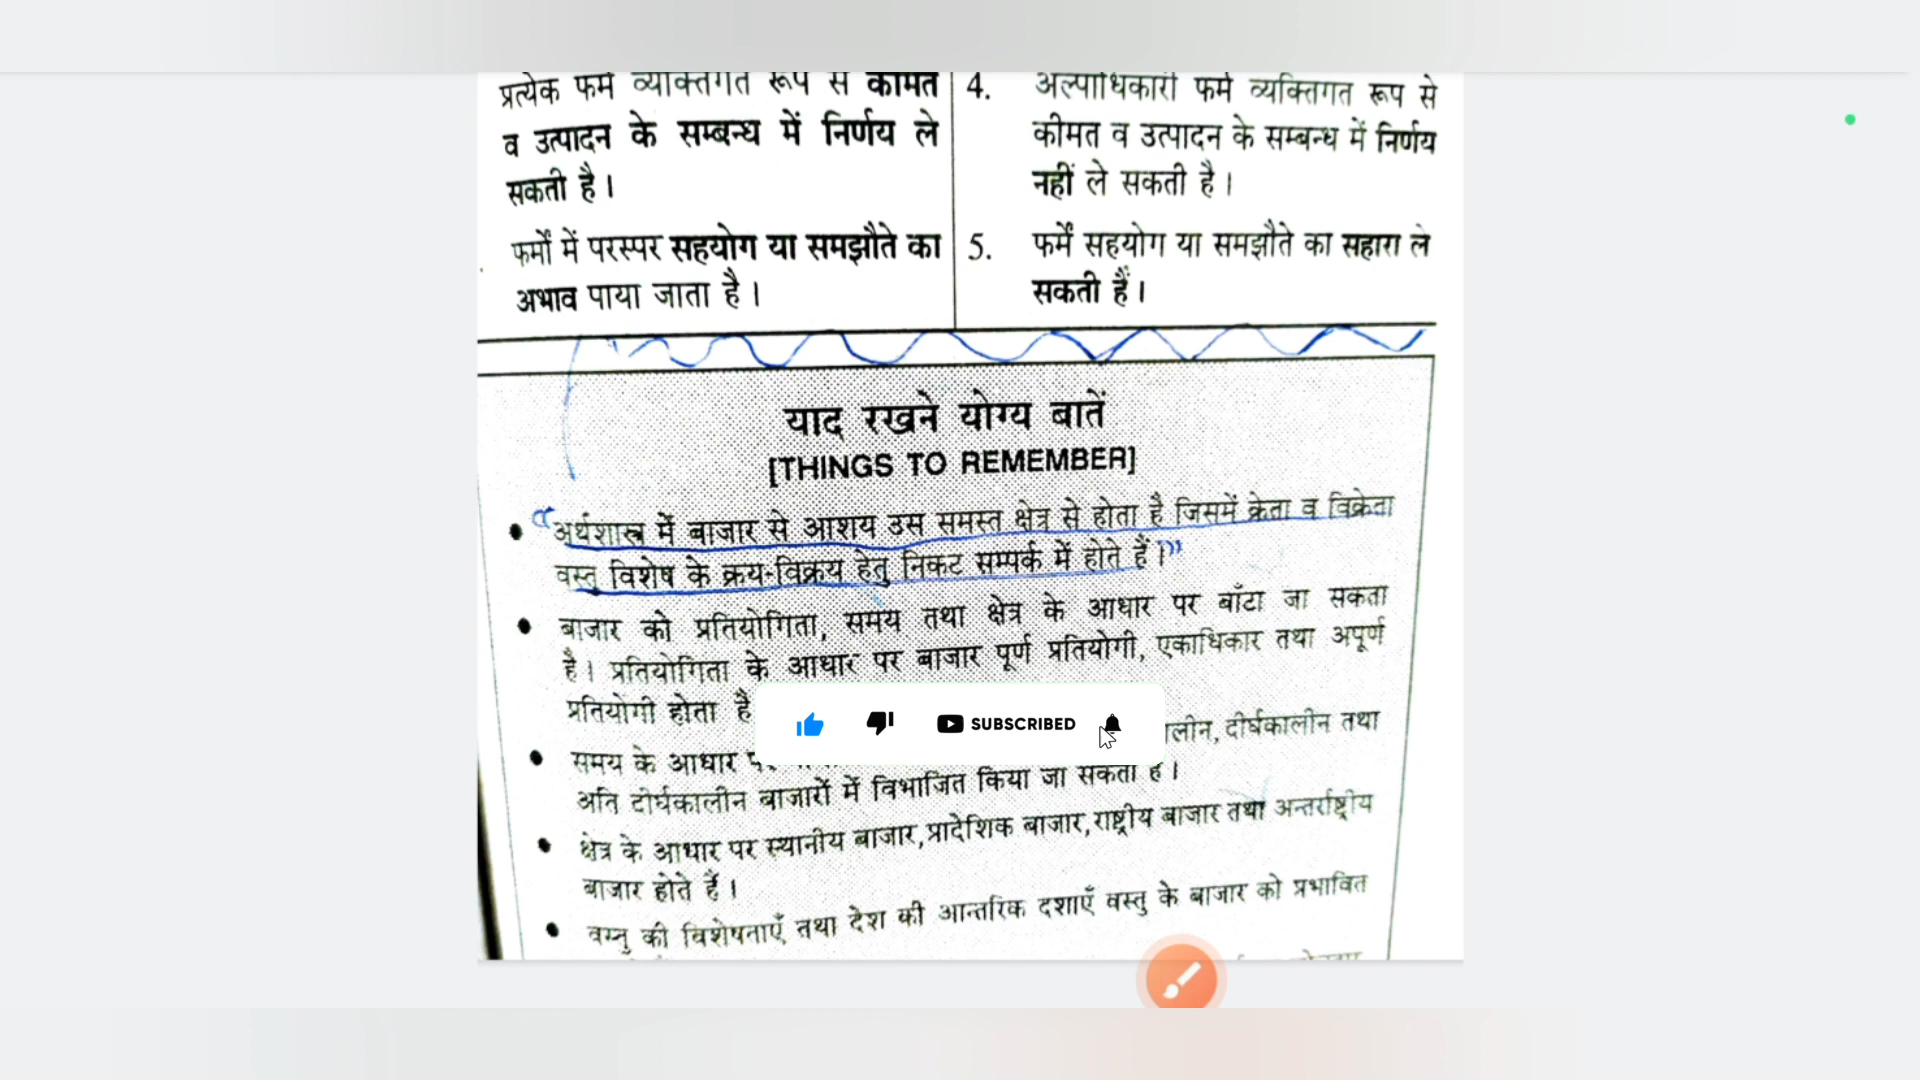 प्रत्येक फर्म व्यक्तिगत रूप से कीमत
व उत्पादन के सम्बन्ध में निर्णय ले
सकती है।
फर्मों में परस्पर सहयोग या समझौते का
अभाव पाया जाता है।
4. अल्पाधिकारी फर्म व्यक्तिगत रूप से
कीमत व उत्पादन के सम्बन्ध में निर्णय
नहीं ले सकती है।
5. फर्में सहयोग या समझौते का सहारा ले
सकती हैं।
याद रखने योग्य बातें
[THINGS TO REMEMBER]
• "अर्थशास्त्र में बाजार से आशय उस समस्त क्षेत्र से होता है जिसमें क्रेता व विक्रेता
वस्तु विशेष के क्रय-विक्रय हेतु निकट सम्पर्क में होते हैं।"
• बाजार को प्रतियोगिता, समय तथा क्षेत्र के आधार पर बाँटा जा सकता
है। प्रतियोगिता के आधार पर बाजार पूर्ण प्रतियोगी, एकाधिकार तथा अपूर्ण
प्रतियोगी होता है
SUBSCRIBED
• समय के आधार दीर्घकालीन तथा
अति दीर्घकालीन बाजारों में विभाजित किया जा सकता है।
• क्षेत्र के आधार पर स्थानीय बाजार, प्रादेशिक बाजार, राष्ट्रीय बाजार तथा अन्तर्राष्ट्रीय
बाजार होते हैं।
• वस्तु की विशेषताएँ तथा देश की आन्तरिक दशाएँ वस्तु के बाजार को प्रभावित